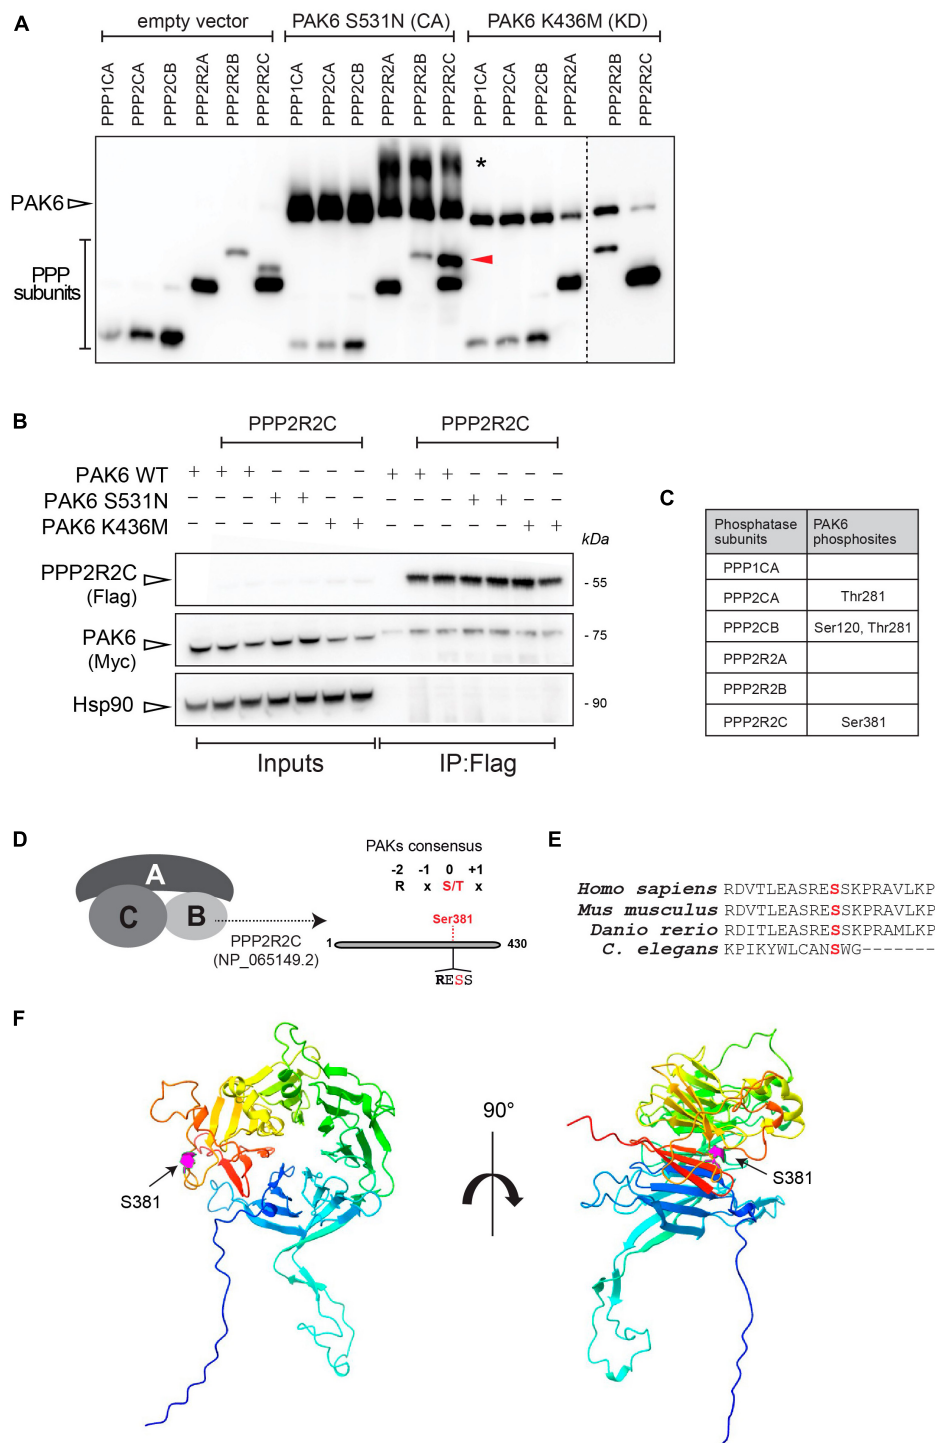 A
empty vector
PAK6 S531N (CA)
PAK6 K436M (KD)
PPP1CA
PPP2CA
PPP2CB
PPP2R2A
PPP2R2B
PPP2R2C
PPP1CA
PPP2CA
PPP2CB
PPP2R2A
PPP2R2B
PPP2R2C
PPP1CA
PPP2CA
PPP2CB
PPP2R2A
PPP2R2B
PPP2R2C
PAK6
*
PPP
subunits
B
PPP2R2C
PPP2R2C
PAK6 WT + + + − − − − + + + − − − −
PAK6 S531N − − − + + − − − − − + + − −
PAK6 K436M − − − − − + + − − − − − + +
kDa
PPP2R2C
(Flag)
- 55
PAK6
(Myc)
- 75
Hsp90
- 90
Inputs
IP:Flag
C
Phosphatase subunits
PAK6 phosphosites
PPP1CA
PPP2CA Thr281
PPP2CB Ser120, Thr281
PPP2R2A
PPP2R2B
PPP2R2C Ser381
D
A
C
B
PPP2R2C
(NP_065149.2)
PAKs consensus
-2 -1 0 +1
R x S/T x
Ser381
1
430
RESS
E
Homo sapiens RDVTLEASRESSKPRAVLKP
Mus musculus RDVTLEASRESSKPRAVLKP
Danio rerio RDITLEASRESSKPRAMLKP
C. elegans KPIKYWLCANSWG-------
F
S381
90°
S381